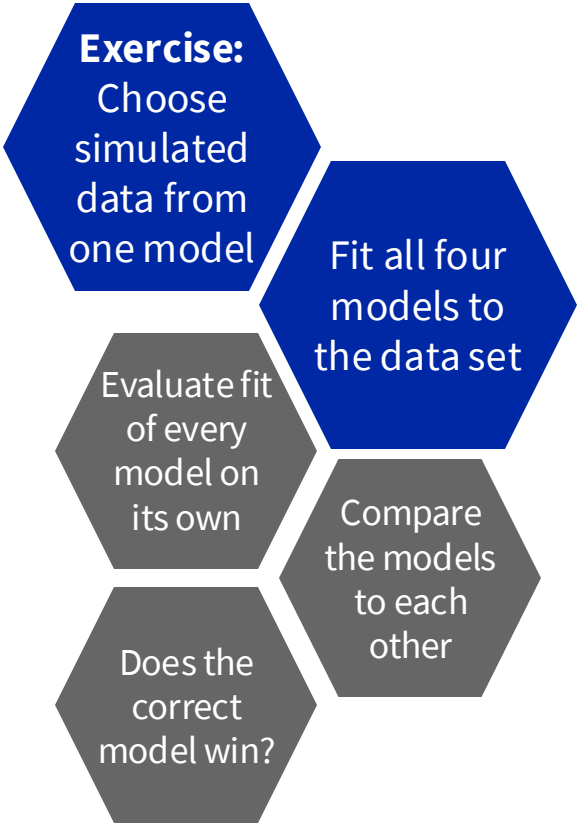 Exercise:
Choose
simulated
data from
one model
Fit all four
models to
the data set
Evaluate fit
of every
model on
its own
Compare
the models
to each
other
Does the
correct
model win?